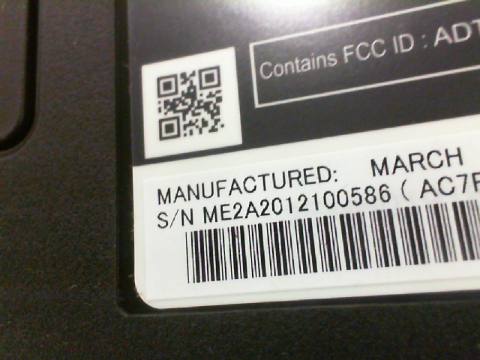 Contains FCC ID : ADT
MANUFACTURED: MARCH
S/N ME2A2012100586 ( AC7